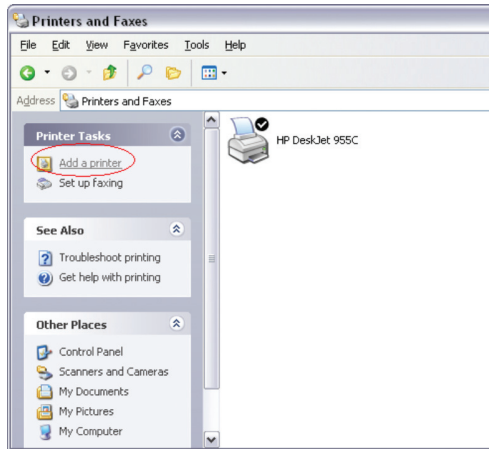 Printers and Faxes
File Edit View Favorites Tools Help
Address Printers and Faxes
Printer Tasks
Add a printer
Set up faxing
See Also
Troubleshoot printing
Get help with printing
Other Places
Control Panel
Scanners and Cameras
My Documents
My Pictures
My Computer
HP DeskJet 955C